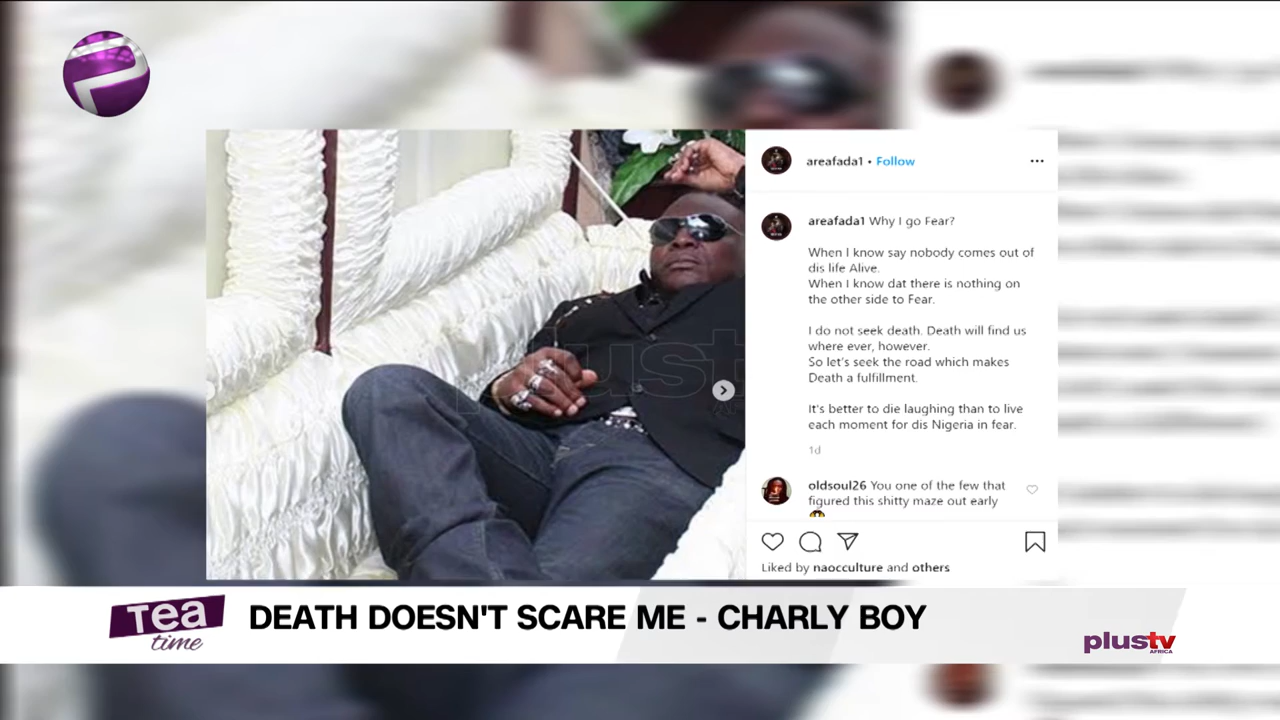 areafada1 • Follow
areafada1 Why I go Fear?
When I know say nobody comes out of
dis life Alive.
When I know dat there is nothing on
the other side to Fear.
I do not seek death. Death will find us
where ever, however.
So let's seek the road which makes
Death a fulfillment.
It's better to die laughing than to live
each moment for dis Nigeria in fear.
1d
oldsoul26 You one of the few that
figured this shitty maze out early
Liked by naocculture and others
plustv
Tea
time
DEATH DOESN'T SCARE ME - CHARLY BOY
plustv
AFRICA